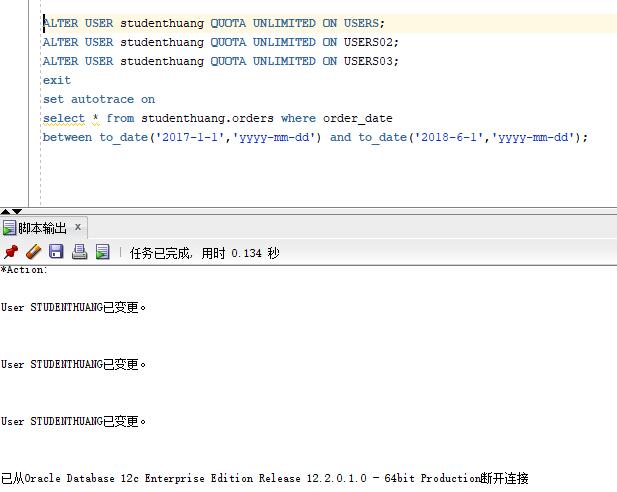 ALTER USER studenthuang QUOTA UNLIMITED ON USERS;
ALTER USER studenthuang QUOTA UNLIMITED ON USERS02;
ALTER USER studenthuang QUOTA UNLIMITED ON USERS03;
exit
set autotrace on
select * from studenthuang.orders where order_date
between to_date('2017-1-1','yyyy-mm-dd') and to_date('2018-6-1','yyyy-mm-dd');
脚本输出 x
任务已完成, 用时 0.134 秒
*Action:
User STUDENTHUANG已变更。
User STUDENTHUANG已变更。
User STUDENTHUANG已变更。
已从Oracle Database 12c Enterprise Edition Release 12.2.0.1.0 - 64bit Production断开连接